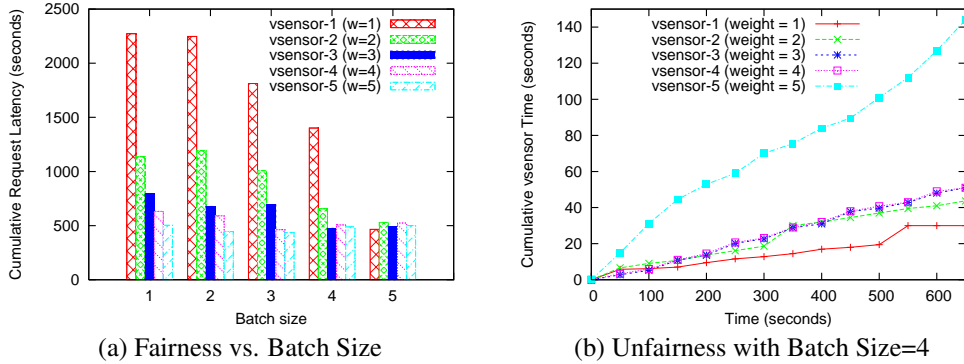 Cumulative Request Latency (seconds)
2500
2000
1500
1000
500
0
vsensor-1 (w=1)
vsensor-2 (w=2)
vsensor-3 (w=3)
vsensor-4 (w=4)
vsensor-5 (w=5)
1 2 3 4 5
Batch size
(a) Fairness vs. Batch Size
Cumulative vsensor Time (seconds)
140
120
100
80
60
40
20
0
vsensor-1 (weight = 1)
vsensor-2 (weight = 2)
vsensor-3 (weight = 3)
vsensor-4 (weight = 4)
vsensor-5 (weight = 5)
0 100 200 300 400 500 600
Time (seconds)
(b) Unfairness with Batch Size=4